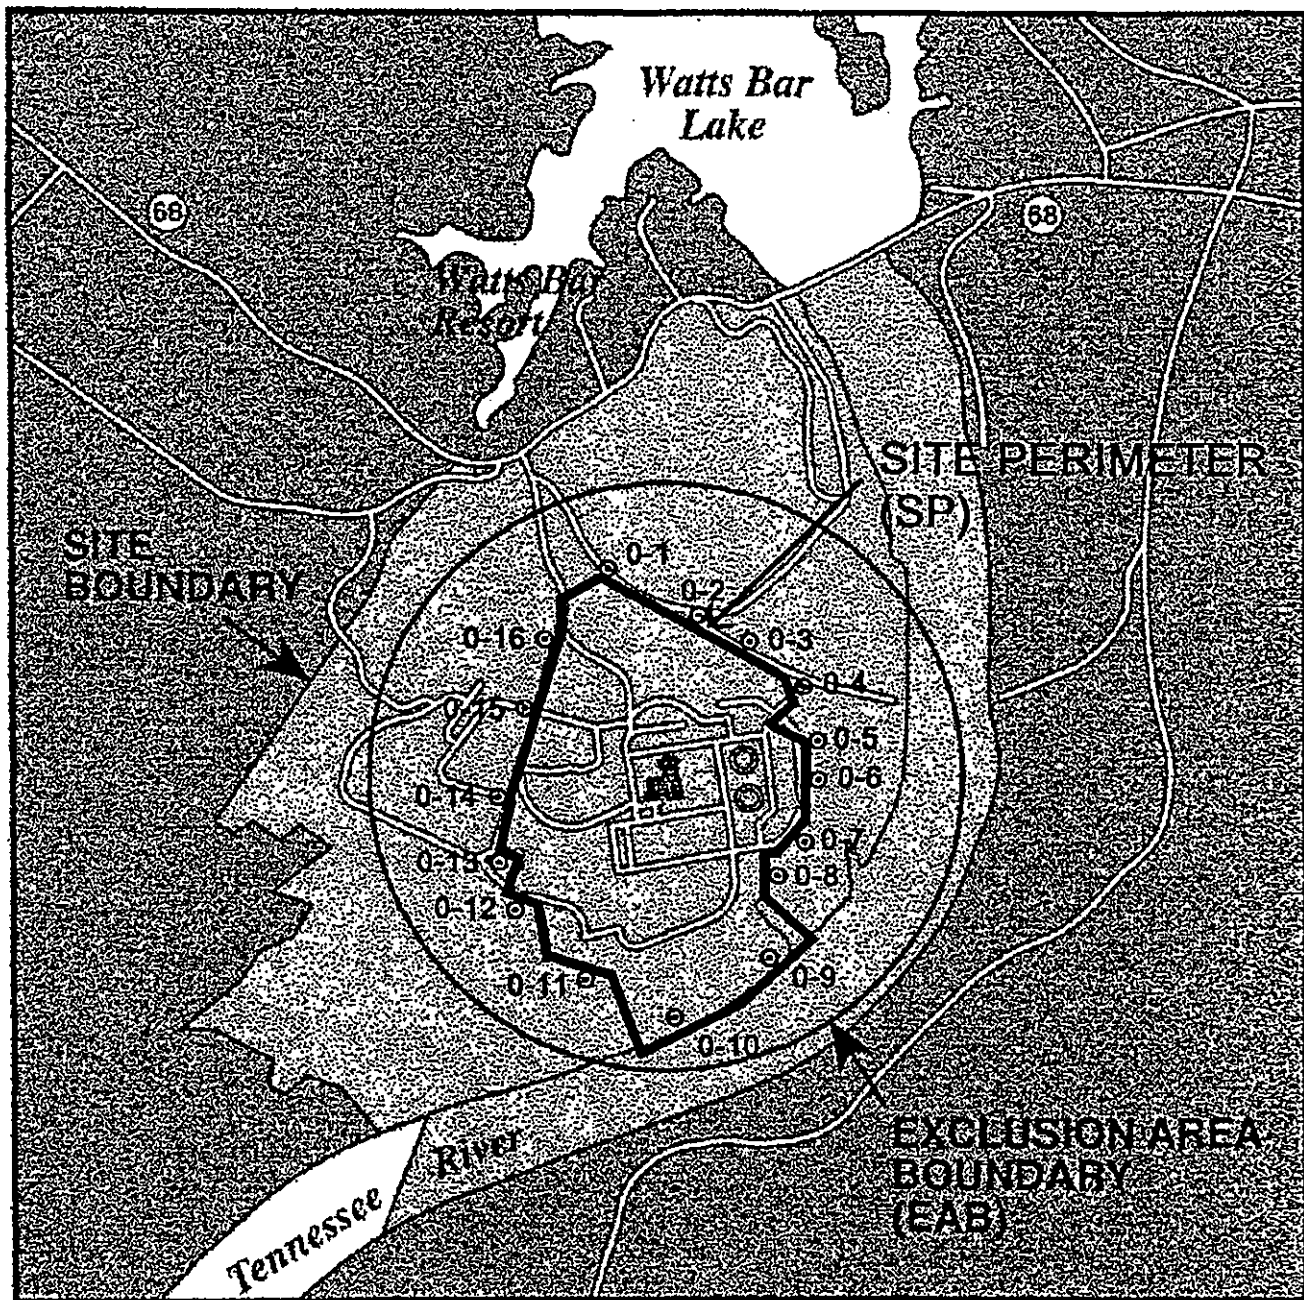 Watts Bar
Lake
68
68
Watts Bar
Resort
SITE PERIMETER
(SP)
SITE
BOUNDARY
0-1
0-2
0-16
0-3
0-4
0-15
0-5
0-6
0-14
0-7
0-13
0-8
0-12
0-9
0-11
0-10
EXCLUSION AREA
BOUNDARY
(EAB)
River
Tennessee